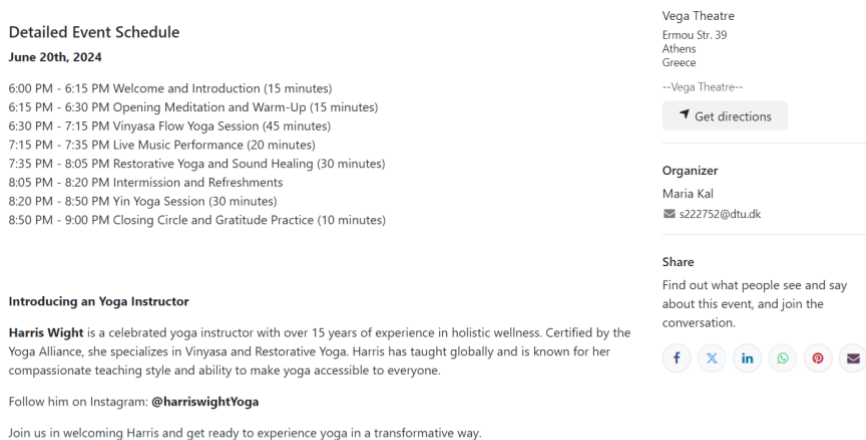 Detailed Event Schedule
June 20th, 2024
6:00 PM - 6:15 PM Welcome and Introduction (15 minutes)
6:15 PM - 6:30 PM Opening Meditation and Warm-Up (15 minutes)
6:30 PM - 7:15 PM Vinyasa Flow Yoga Session (45 minutes)
7:15 PM - 7:35 PM Live Music Performance (20 minutes)
7:35 PM - 8:05 PM Restorative Yoga and Sound Healing (30 minutes)
8:05 PM - 8:20 PM Intermission and Refreshments
8:20 PM - 8:50 PM Yin Yoga Session (30 minutes)
8:50 PM - 9:00 PM Closing Circle and Gratitude Practice (10 minutes)
Introducing an Yoga Instructor
Harris Wight is a celebrated yoga instructor with over 15 years of experience in holistic wellness. Certified by the
Yoga Alliance, she specializes in Vinyasa and Restorative Yoga. Harris has taught globally and is known for her
compassionate teaching style and ability to make yoga accessible to everyone.
Follow him on Instagram: @harriswightYoga
Join us in welcoming Harris and get ready to experience yoga in a transformative way.
Vega Theatre
Ermou Str. 39
Athens
Greece
--Vega Theatre--
Get directions
Organizer
Maria Kal
s222752@dtu.dk
Share
Find out what people see and say
about this event, and join the
conversation.